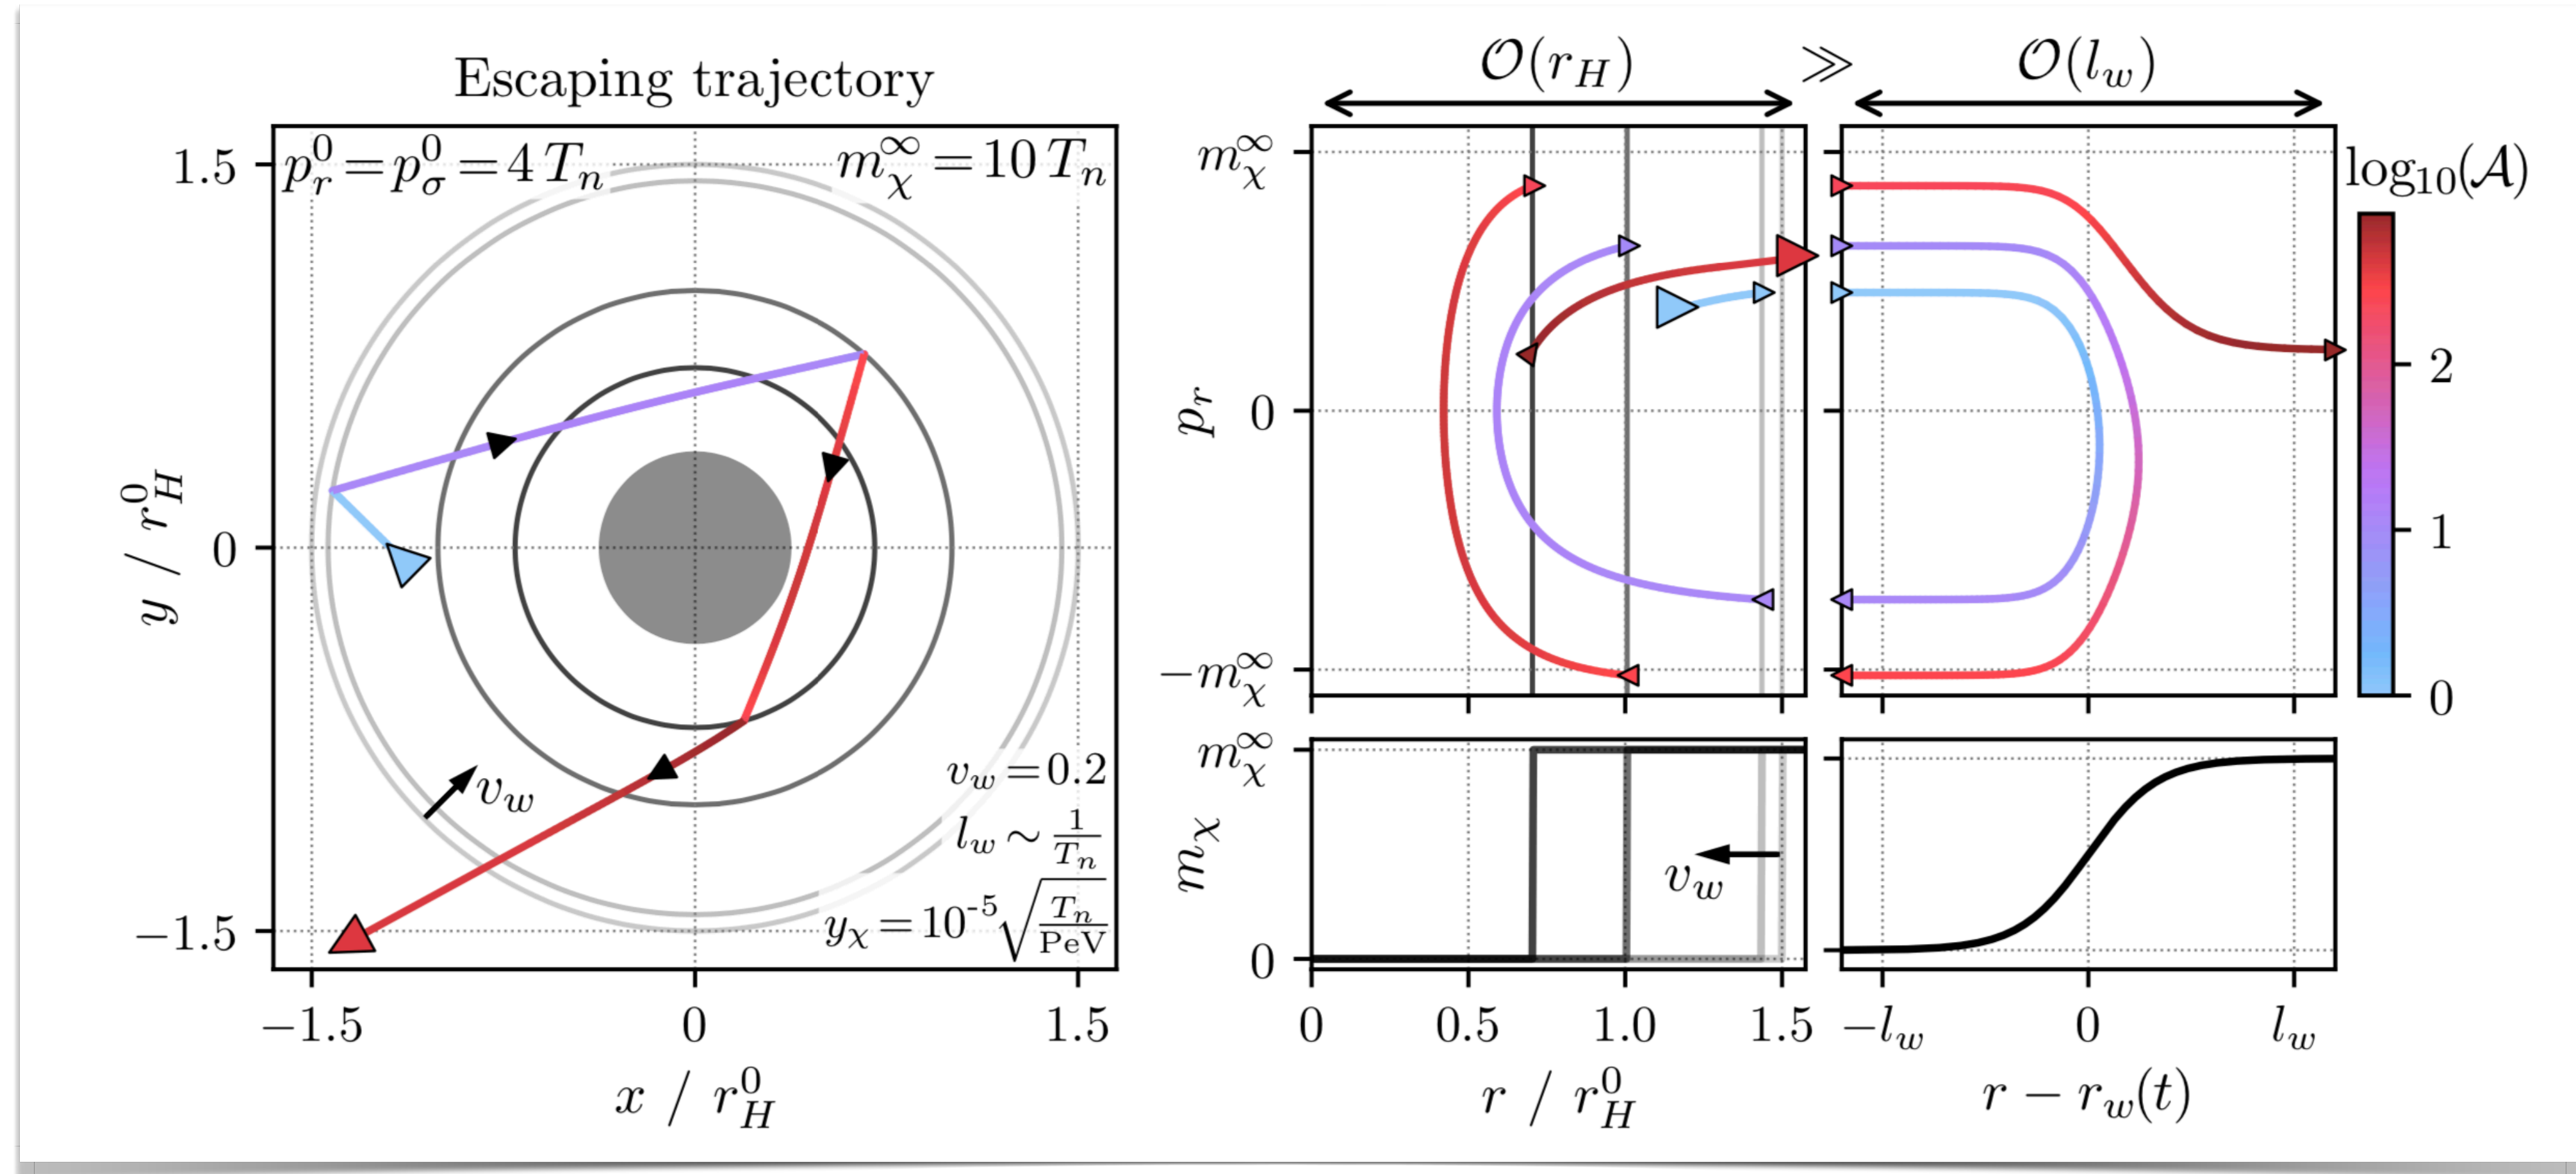 Escaping trajectory
p_r^0 = p_σ^0 = 4 T_n
m_χ^∞ = 10 T_n
1.5
0
−1.5
y / r_H^0
v_w
v_w = 0.2
l_w ∼ 1/T_n
y_χ = 10^-5 √(T_n/PeV)
−1.5
0
1.5
x / r_H^0
𝒪(r_H)
≫
𝒪(l_w)
m_χ^∞
0
−m_χ^∞
p_r
log_10(𝒜)
2
1
0
m_χ^∞
0
m_χ
v_w
0
0.5
1.0
1.5
r / r_H^0
−l_w
0
l_w
r − r_w(t)